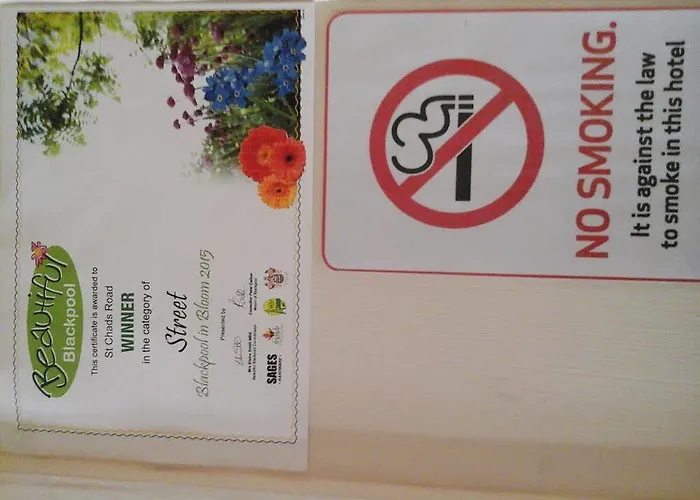 Beautiful
Blackpool
This certificate is awarded to
St Chads Road
WINNER
in the category of
Street
Blackpool in Bloom 2015
Presented by
SAGES
NO SMOKING.
It is against the law
to smoke in this hotel